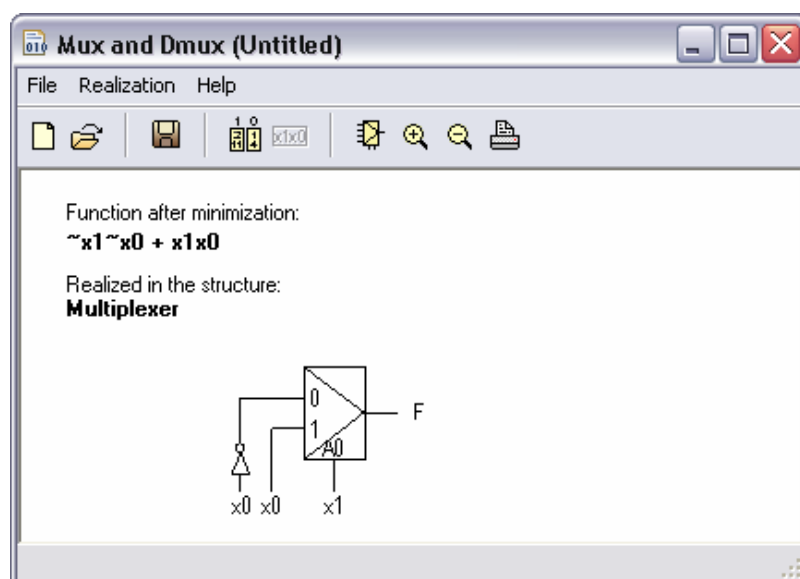 Mux and Dmux (Untitled)
File Realization Help
x1x0
Function after minimization:
~x1~x0 + x1x0
Realized in the structure:
Multiplexer
0
F
1
A0
x0 x0 x1